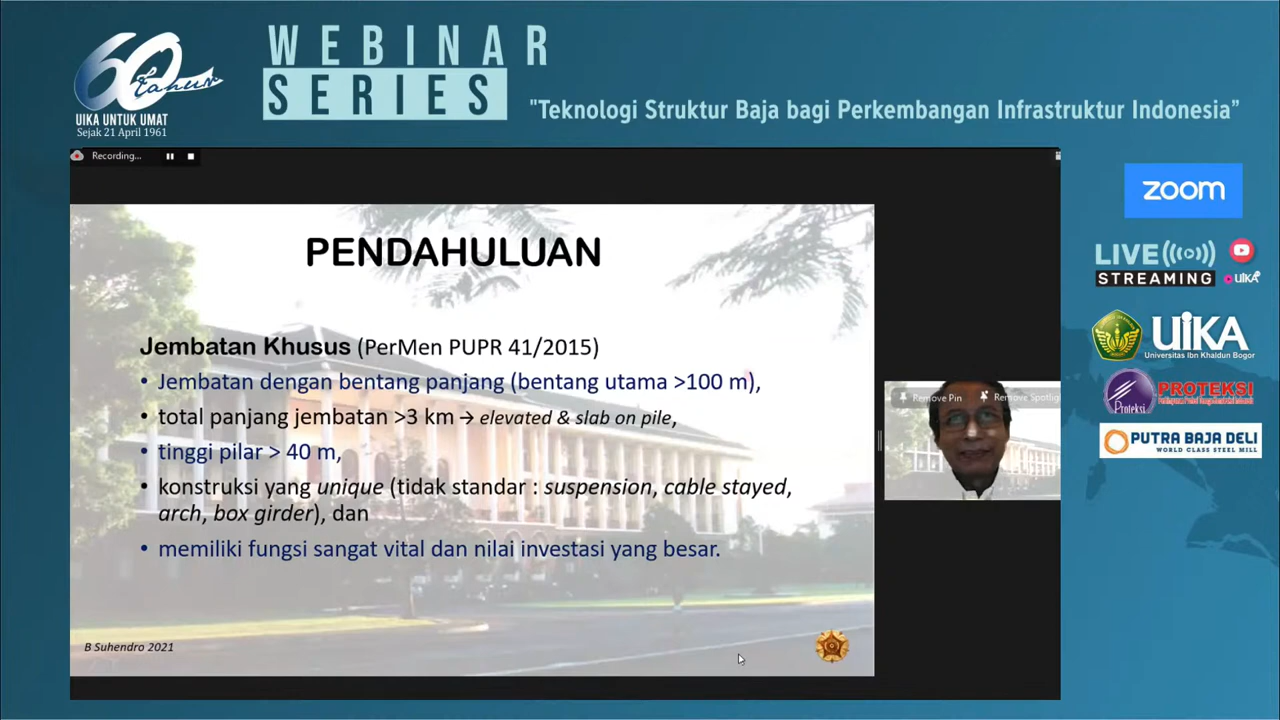 60
tahun
UIKA UNTUK UMAT
Sejak 21 April 1961
WEBINAR
SERIES
"Teknologi Struktur Baja bagi Perkembangan Infrastruktur Indonesia"
Recording...
PENDAHULUAN
Jembatan Khusus (PerMen PUPR 41/2015)
• Jembatan dengan bentang panjang (bentang utama >100 m),
• total panjang jembatan >3 km → elevated & slab on pile,
• tinggi pilar > 40 m,
• konstruksi yang unique (tidak standar : suspension, cable stayed,
arch, box girder), dan
• memiliki fungsi sangat vital dan nilai investasi yang besar.
B Suhendro 2021
Remove Pin
Remove Spotlig
zoom
LIVE
STREAMING
UIKA
UIKA
Universitas Ibn Khaldun Bogor
Proteksi
PROTEKSI
PUTRA BAJA DELI
WORLD CLASS STEEL MILL